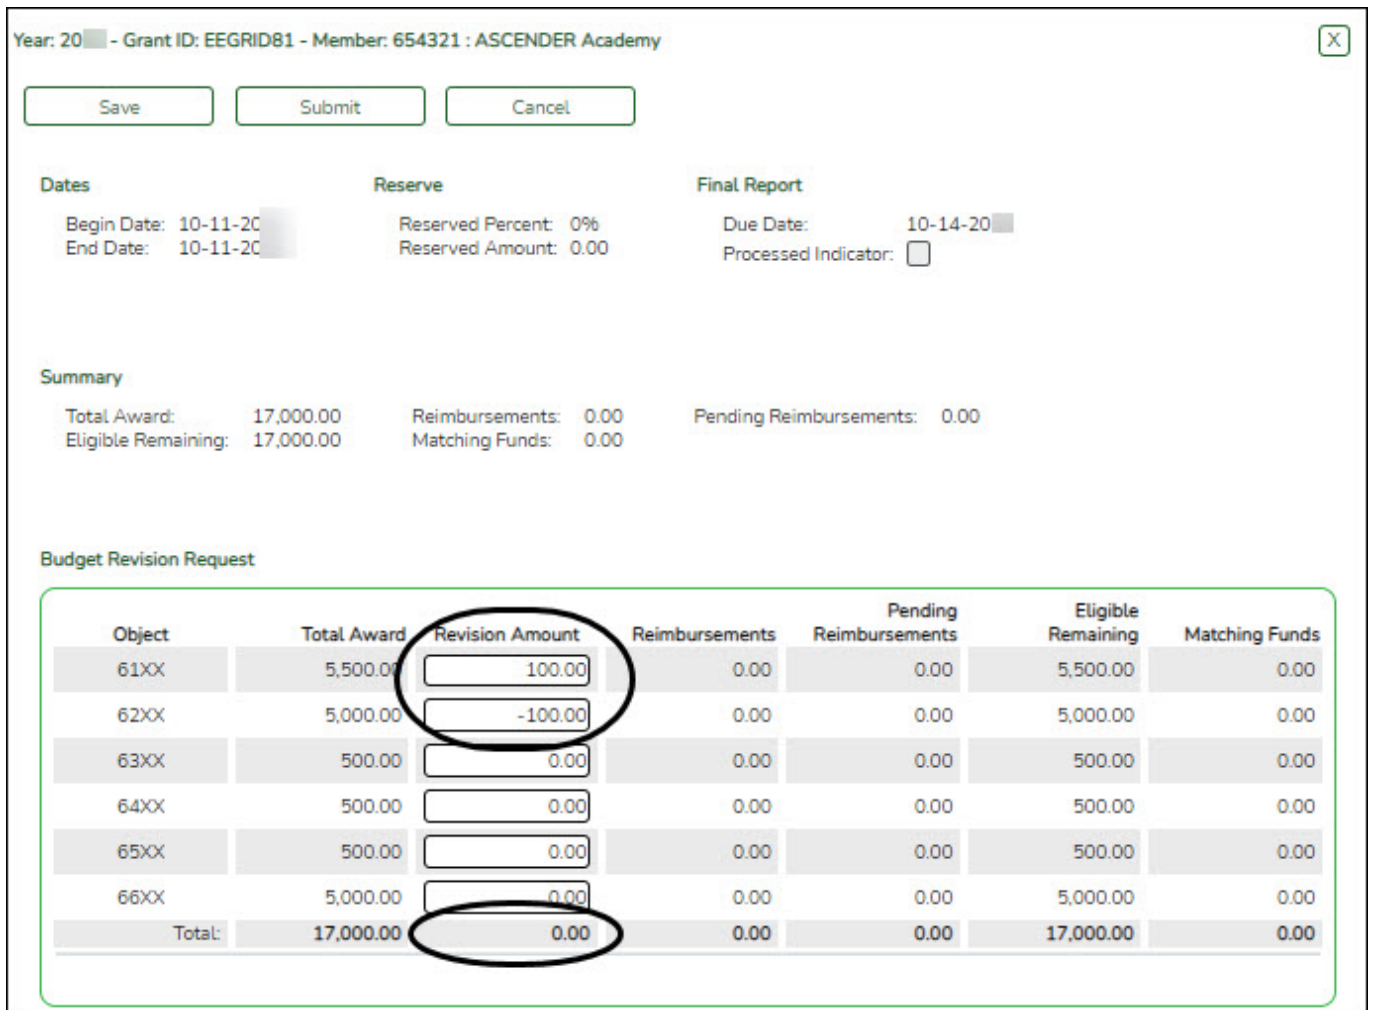 Year: 20 - Grant ID: EEGRID81 - Member: 654321 : ASCENDER Academy X
Save Submit Cancel
Dates Reserve Final Report
Begin Date: 10-11-20 Reserved Percent: 0% Due Date: 10-14-20
End Date: 10-11-20 Reserved Amount: 0.00 Processed Indicator:
Summary
Total Award: 17,000.00 Reimbursements: 0.00 Pending Reimbursements: 0.00
Eligible Remaining: 17,000.00 Matching Funds: 0.00
Budget Revision Request
Object Total Award Revision Amount Reimbursements Pending Reimbursements Eligible Remaining Matching Funds
61XX 5,500.00 100.00 0.00 0.00 5,500.00 0.00
62XX 5,000.00 -100.00 0.00 0.00 5,000.00 0.00
63XX 500.00 0.00 0.00 0.00 500.00 0.00
64XX 500.00 0.00 0.00 0.00 500.00 0.00
65XX 500.00 0.00 0.00 0.00 500.00 0.00
66XX 5,000.00 0.00 0.00 0.00 5,000.00 0.00
Total: 17,000.00 0.00 0.00 0.00 17,000.00 0.00